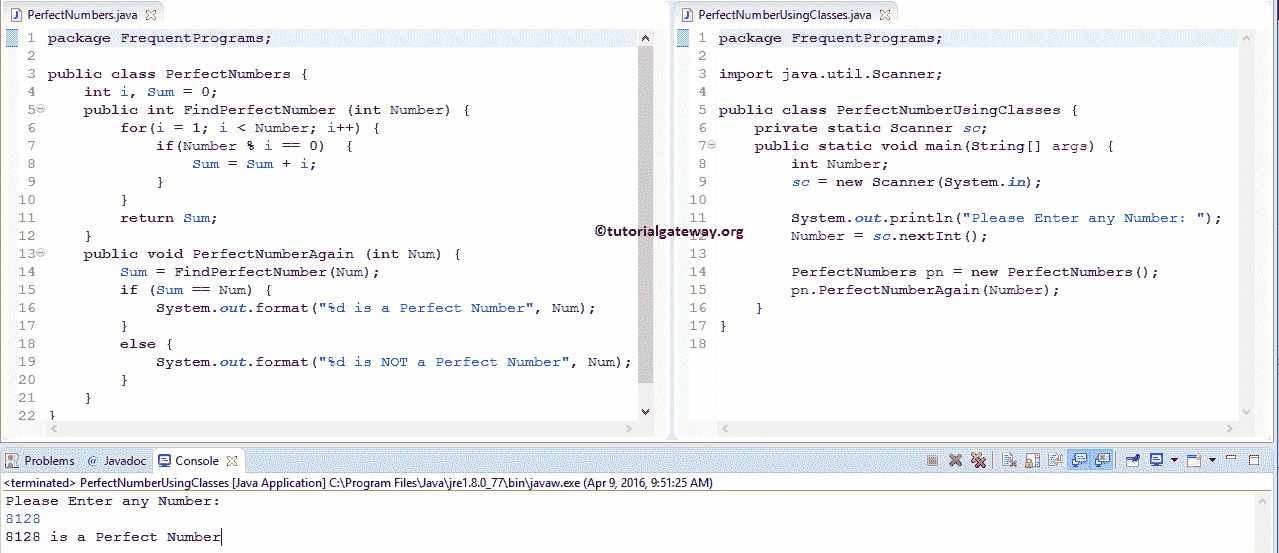 PerfectNumbers.java
1 package FrequentPrograms;
2
3 public class PerfectNumbers {
4     int i, Sum = 0;
5     public int FindPerfectNumber (int Number) {
6         for(i = 1; i < Number; i++) {
7             if(Number % i == 0)  {
8                 Sum = Sum + i;
9             }
10         }
11         return Sum;
12     }
13     public void PerfectNumberAgain (int Num) {
14         Sum = FindPerfectNumber(Num);
15         if (Sum == Num) {
16             System.out.format("%d is a Perfect Number", Num);
17         }
18         else {
19             System.out.format("%d is NOT a Perfect Number", Num);
20         }
21     }
22 }
PerfectNumberUsingClasses.java
1 package FrequentPrograms;
2
3 import java.util.Scanner;
4
5 public class PerfectNumberUsingClasses {
6     private static Scanner sc;
7     public static void main(String[] args) {
8         int Number;
9         sc = new Scanner(System.in);
10
11         System.out.println("Please Enter any Number: ");
12         Number = sc.nextInt();
13
14         PerfectNumbers pn = new PerfectNumbers();
15         pn.PerfectNumberAgain(Number);
16     }
17 }
18
©tutorialgateway.org
Problems @ Javadoc Console
<terminated> PerfectNumberUsingClasses [Java Application] C:\Program Files\Java\jre1.8.0_77\bin\javaw.exe (Apr 9, 2016, 9:51:25 AM)
Please Enter any Number:
8128
8128 is a Perfect Number